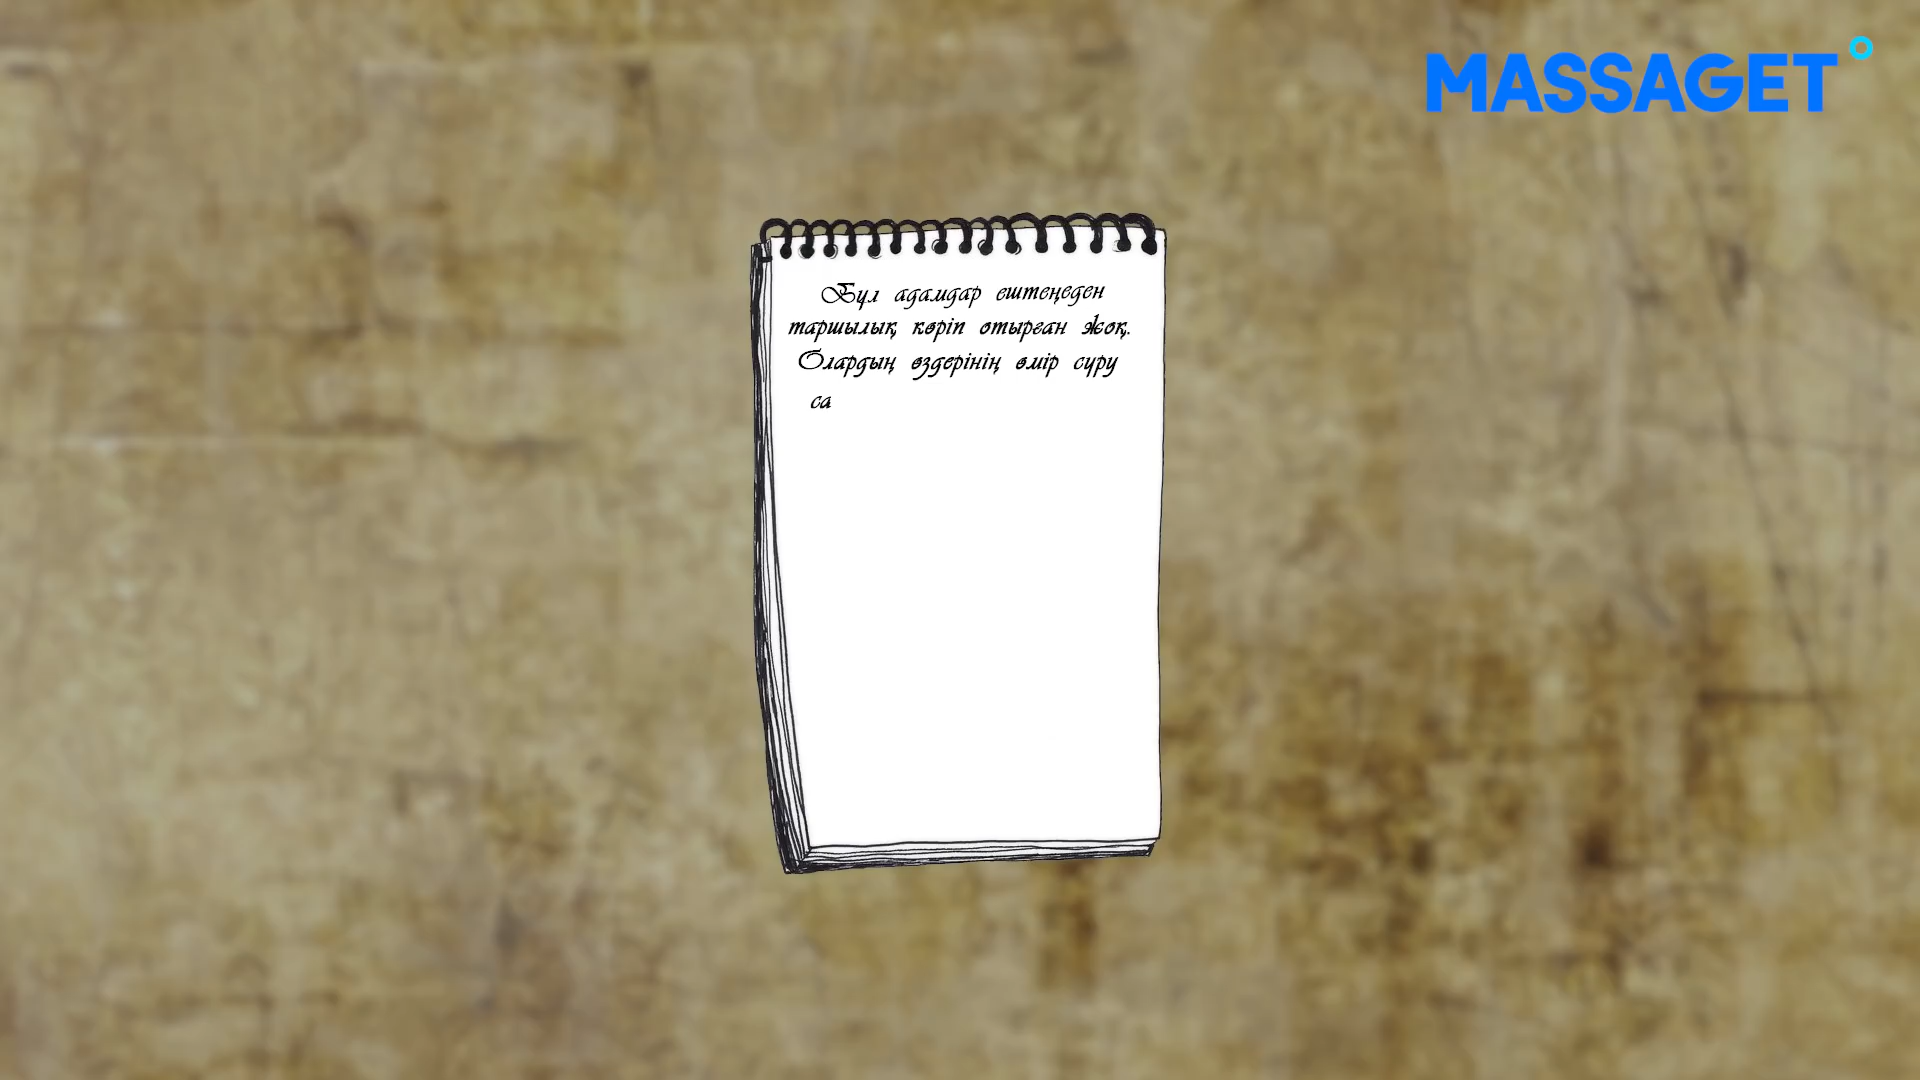 MASSAGET
Бұл адамдар ештеңеден
таршылық көріп отырған жоқ.
Олардың өздерінің өмір сүру
са